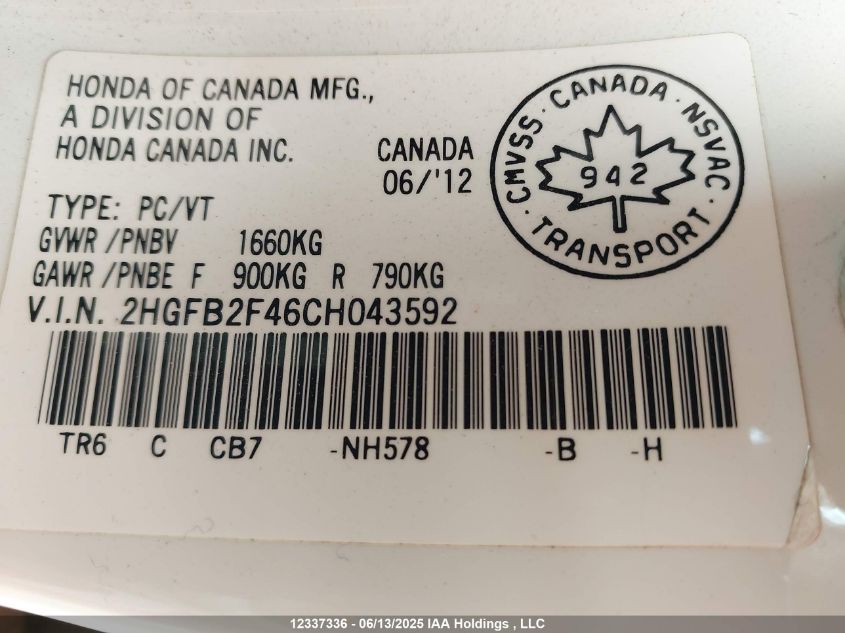 HONDA OF CANADA MFG.,
A DIVISION OF
HONDA CANADA INC.
CANADA
06/'12
CMVSS · CANADA · NSVAC · TRANSPORT ·
942
TYPE: PC/VT
GVWR /PNBV 1660KG
GAWR /PNBE F 900KG R 790KG
V.I.N. 2HGFB2F46CH043592
TR6 C CB7 -NH578 -B -H
12337336 - 06/13/2025 IAA Holdings , LLC